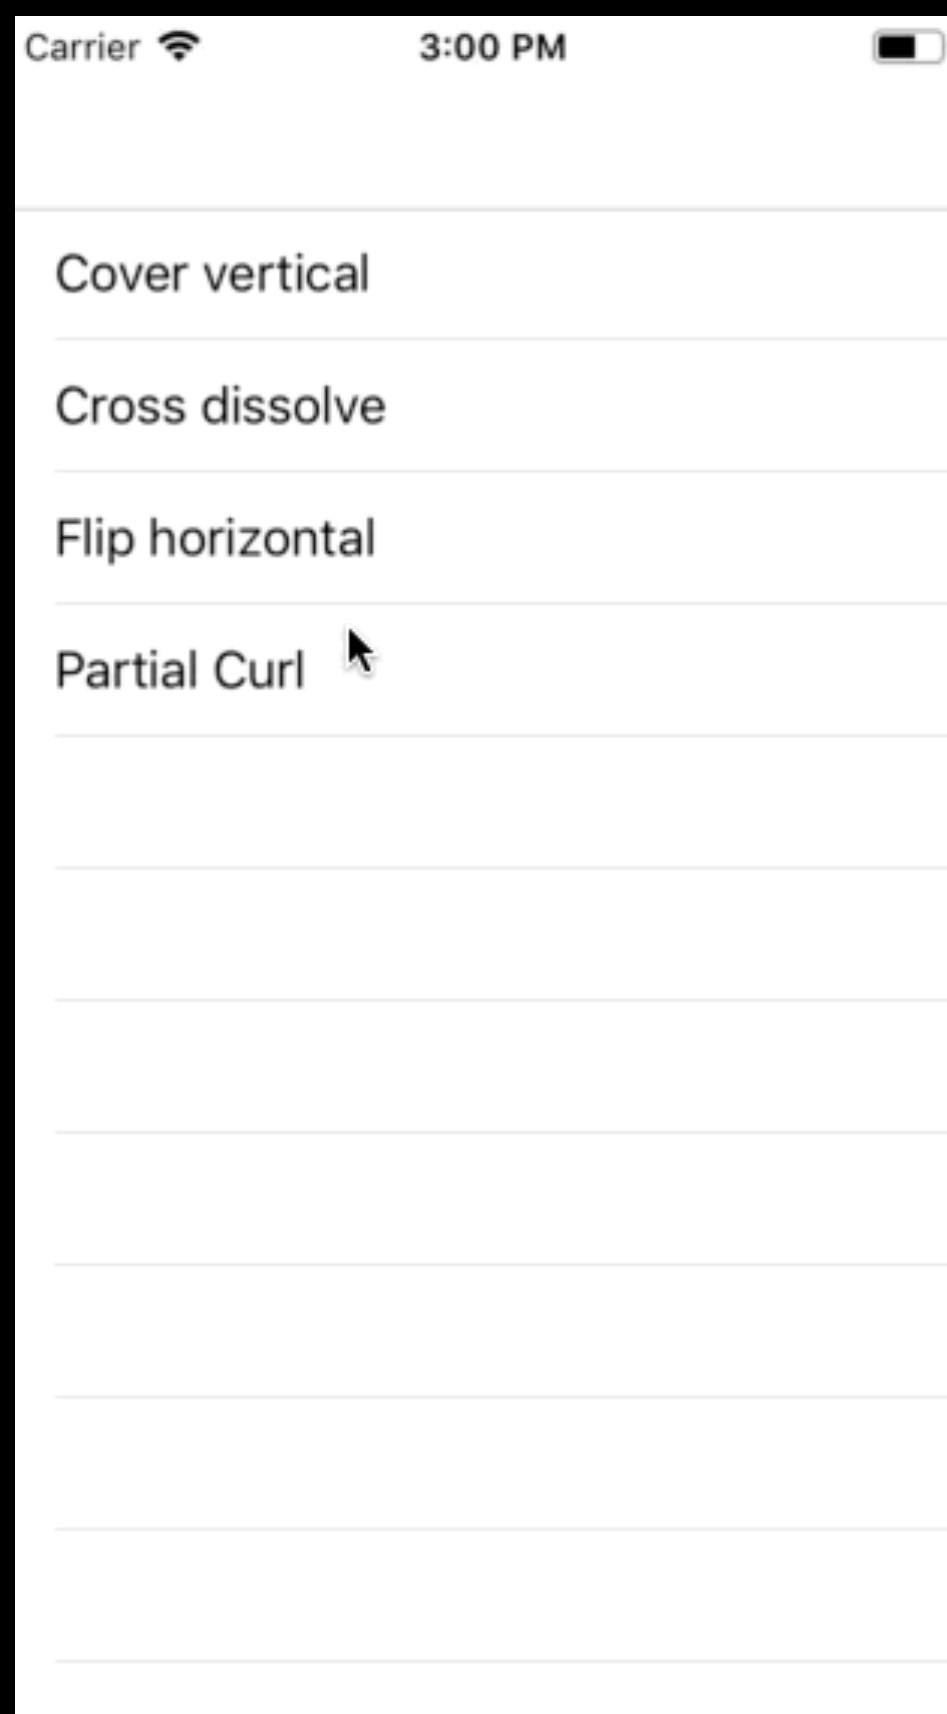 Carrier 3:00 PM
Cover vertical
Cross dissolve
Flip horizontal
Partial Curl